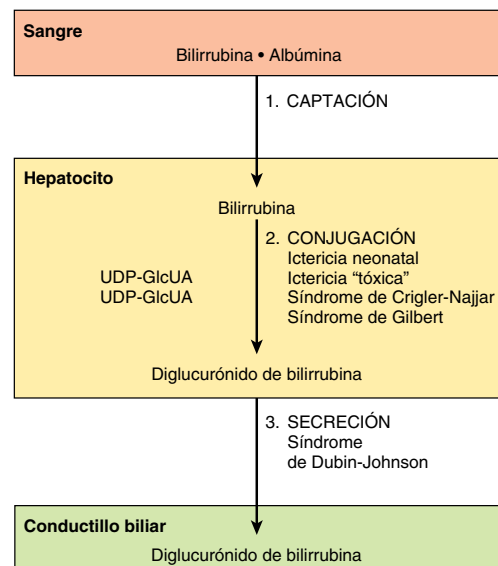 Sangre
Bilirrubina • Albúmina
1. CAPTACIÓN
Hepatocito
Bilirrubina
2. CONJUGACIÓN
Ictericia neonatal
Ictericia “tóxica”
Síndrome de Crigler-Najjar
Síndrome de Gilbert
UDP-GlcUA
UDP-GlcUA
Diglucurónido de bilirrubina
3. SECRECIÓN
Síndrome
de Dubin-Johnson
Conductillo biliar
Diglucurónido de bilirrubina